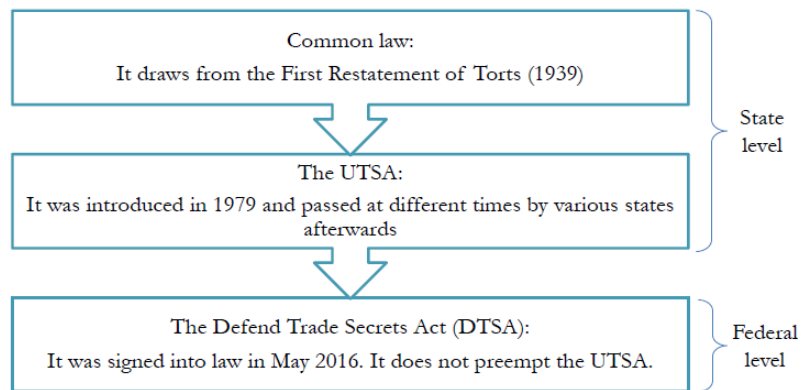 Common law:
It draws from the First Restatement of Torts (1939)
State
level
The UTSA:
It was introduced in 1979 and passed at different times by various states
afterwards
The Defend Trade Secrets Act (DTSA):
It was signed into law in May 2016. It does not preempt the UTSA.
Federal
level